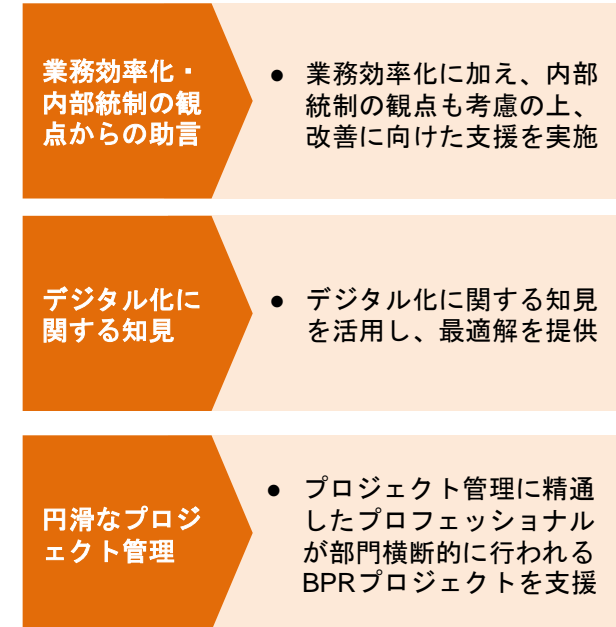 業務効率化・
内部統制の観
点からの助言
● 業務効率化に加え、内部
統制の観点も考慮の上、
改善に向けた支援を実施
デジタル化に
関する知見
● デジタル化に関する知見
を活用し、最適解を提供
円滑なプロジ
ェクト管理
● プロジェクト管理に精通
したプロフェッショナル
が部門横断的に行われる
BPRプロジェクトを支援